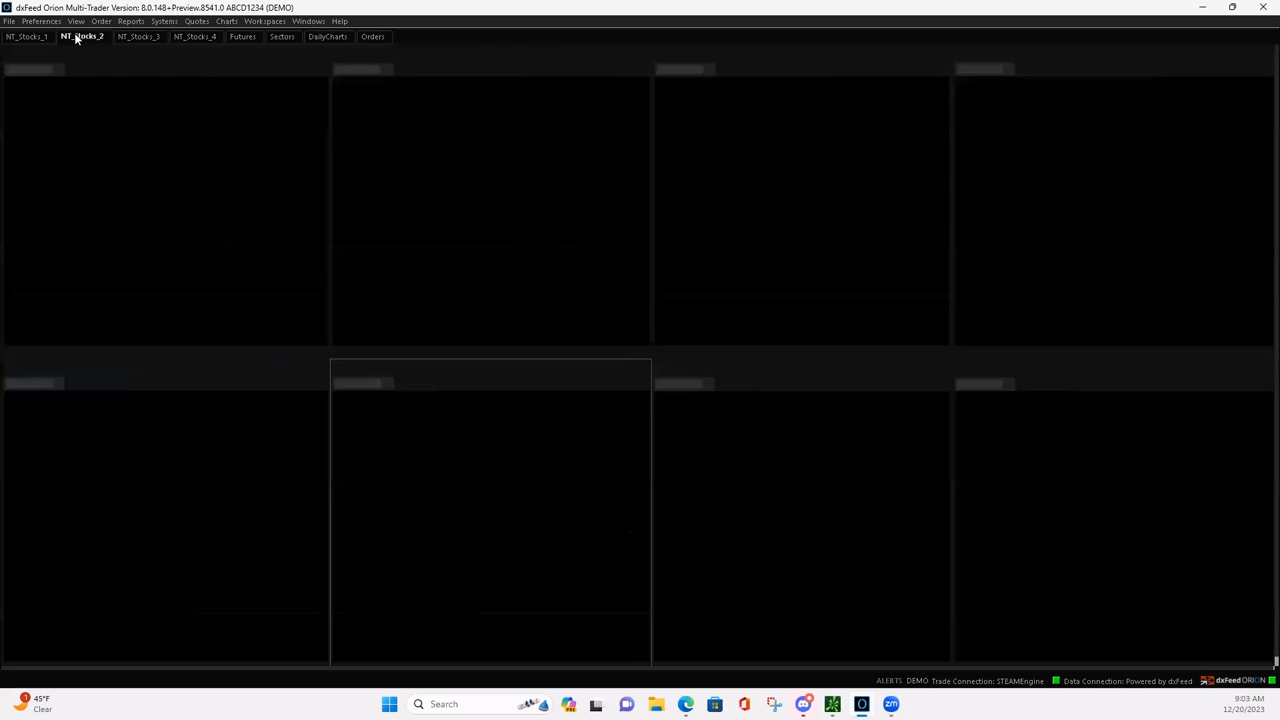 dxFeed Orion Multi-Trader Version: 8.0.148+Preview.8541.0 ABCD1234 (DEMO)
File Preferences View Order Reports Systems Quotes Charts Workspaces Windows Help
NT_Stocks_1 NT_Stocks_2 NT_Stocks_3 NT_Stocks_4 Futures Sectors DailyCharts Orders
ALERTS DEMO Trade Connection: STEAMEngine Data Connection: Powered by dxFeed dxFeed ORION
1 45°F
Clear
Search
9:03 AM
12/20/2023